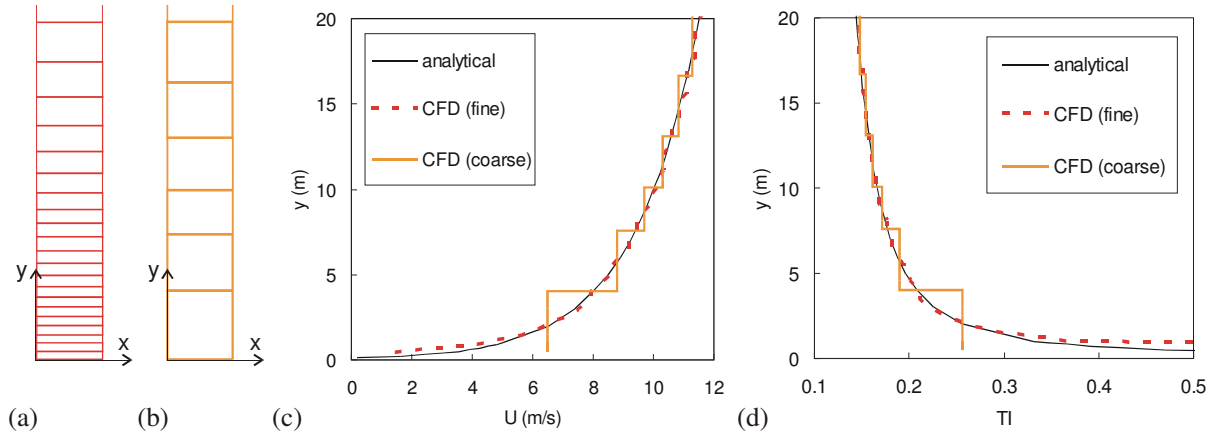 y
x
(a)
y
x
(b)
20
15
10
5
0
y (m)
analytical
CFD (fine)
CFD (coarse)
0 2 4 6 8 10 12
U (m/s)
(c)
20
15
10
5
0
y (m)
analytical
CFD (fine)
CFD (coarse)
0.1 0.2 0.3 0.4 0.5
TI
(d)